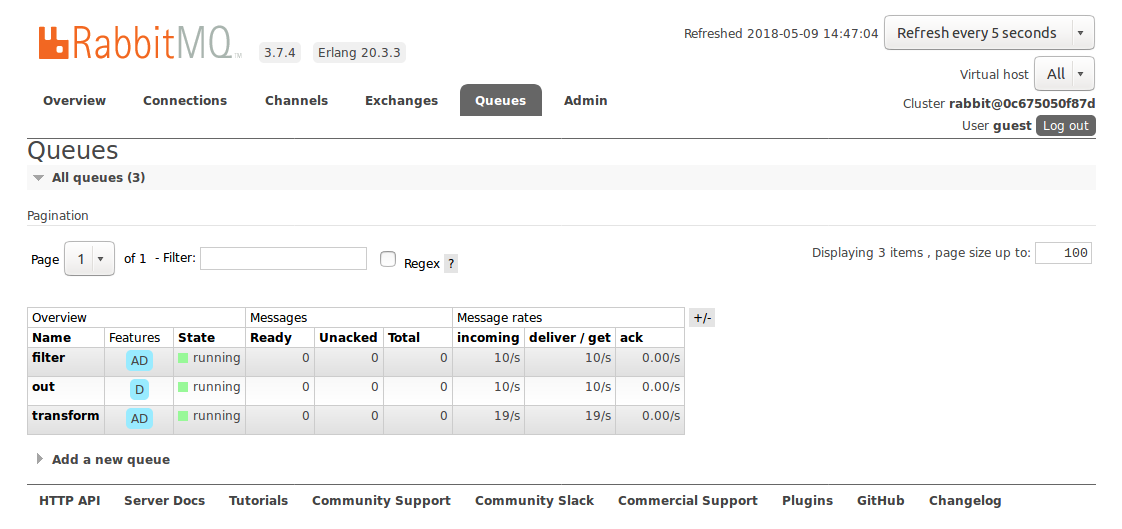 RabbitMQ TM 3.7.4 Erlang 20.3.3
Refreshed 2018-05-09 14:47:04 Refresh every 5 seconds
Virtual host All
Cluster rabbit@0c675050f87d
User guest Log out
Overview Connections Channels Exchanges Queues Admin
Queues
All queues (3)
Pagination
Page 1 of 1 - Filter: Regex ? Displaying 3 items , page size up to: 100
Overview Messages Message rates +/-
Name Features State Ready Unacked Total incoming deliver / get ack
filter AD running 0 0 0 10/s 10/s 0.00/s
out D running 0 0 0 10/s 10/s 0.00/s
transform AD running 0 0 0 19/s 19/s 0.00/s
Add a new queue
HTTP API Server Docs Tutorials Community Support Community Slack Commercial Support Plugins GitHub Changelog